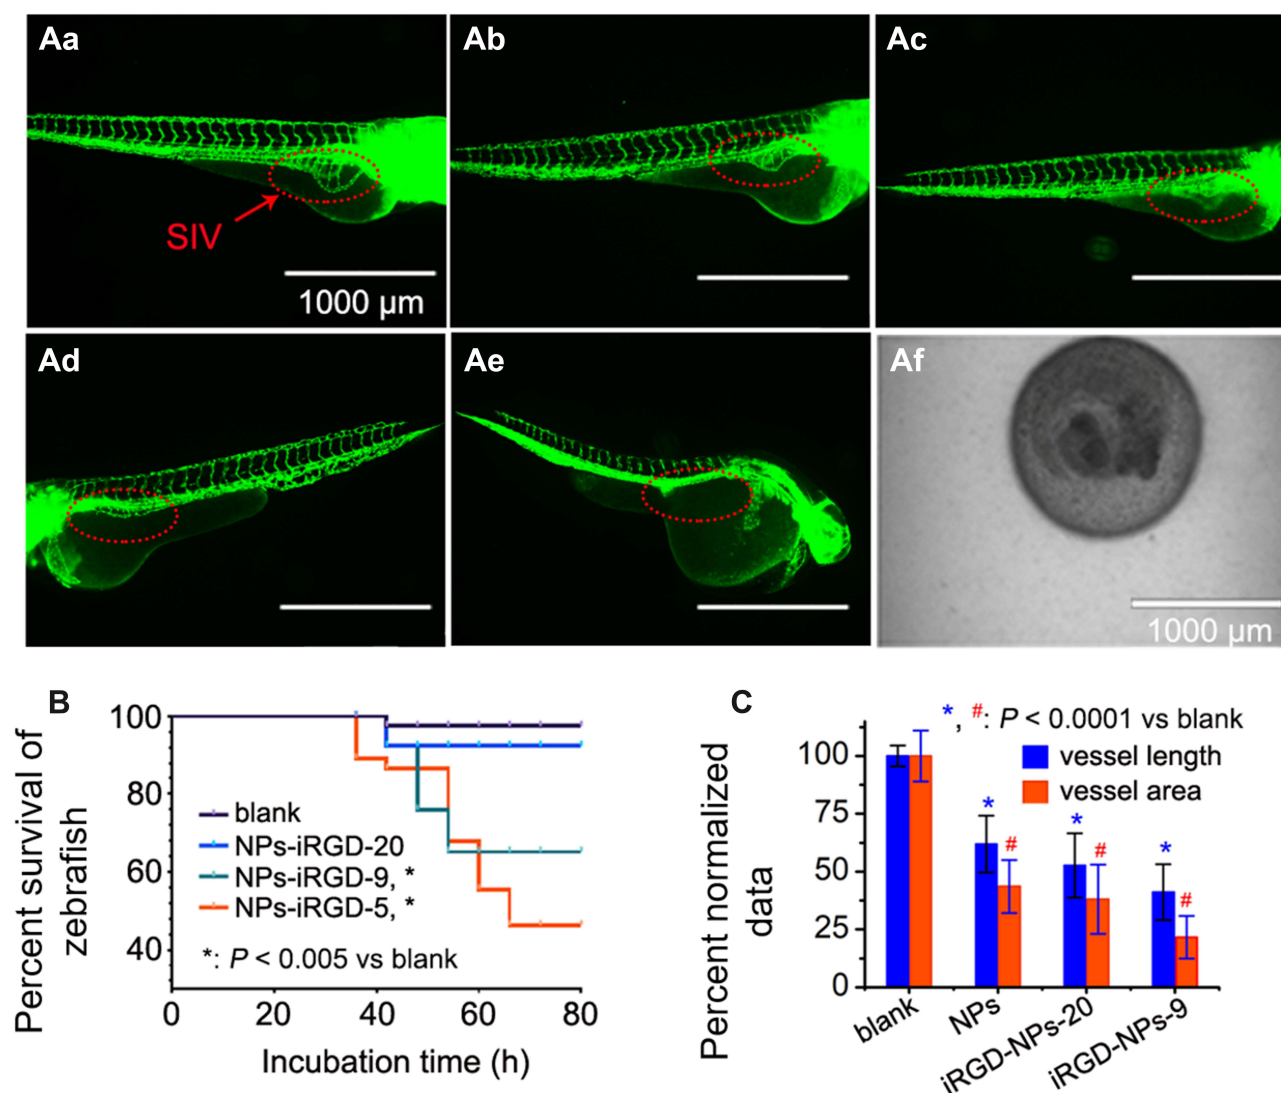 Aa
Ab
Ac
SIV
1000 μm
Ad
Ae
Af
1000 μm
B
Percent survival of
zebrafish
100
80
60
40
blank
NPs-iRGD-20
NPs-iRGD-9, *
NPs-iRGD-5, *
*: P < 0.005 vs blank
0 20 40 60 80
Incubation time (h)
C
*, #: P < 0.0001 vs blank
vessel length
vessel area
Percent normalized
data
100
75
50
25
0
* # * # * #
blank
NPs
iRGD-NPs-20
iRGD-NPs-9